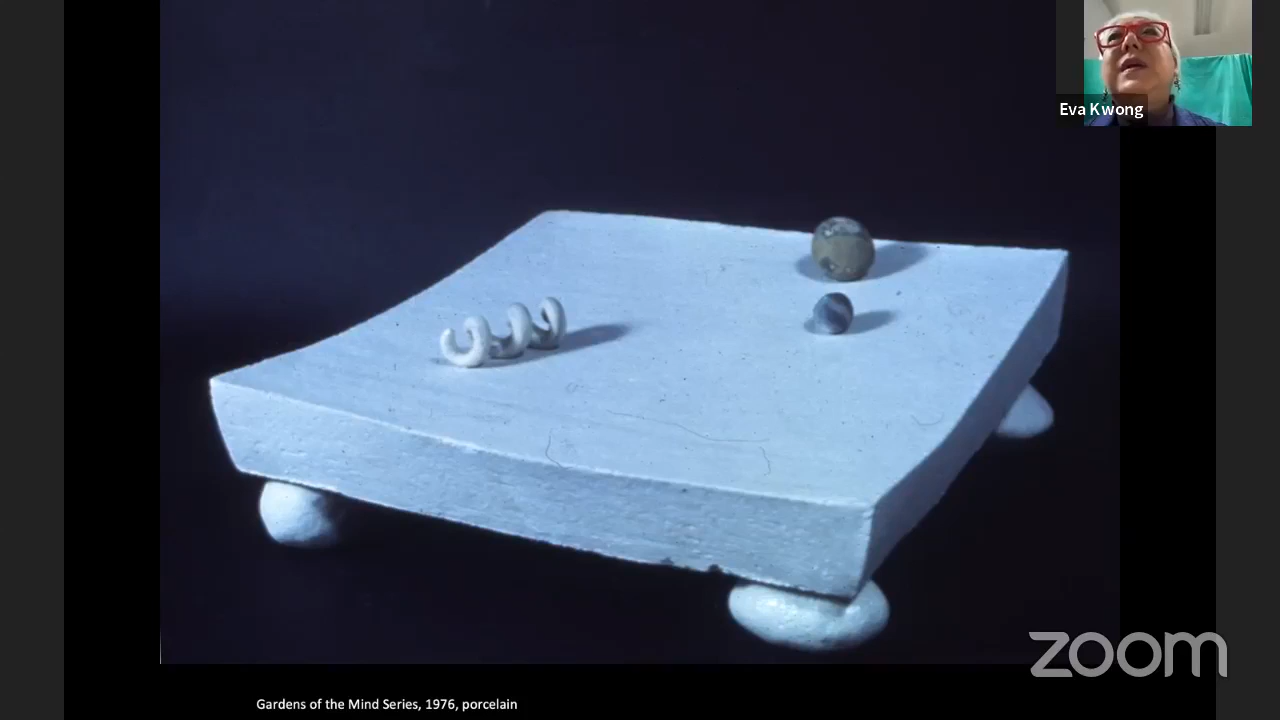 Eva Kwong
zoom
Gardens of the Mind Series, 1976, porcelain